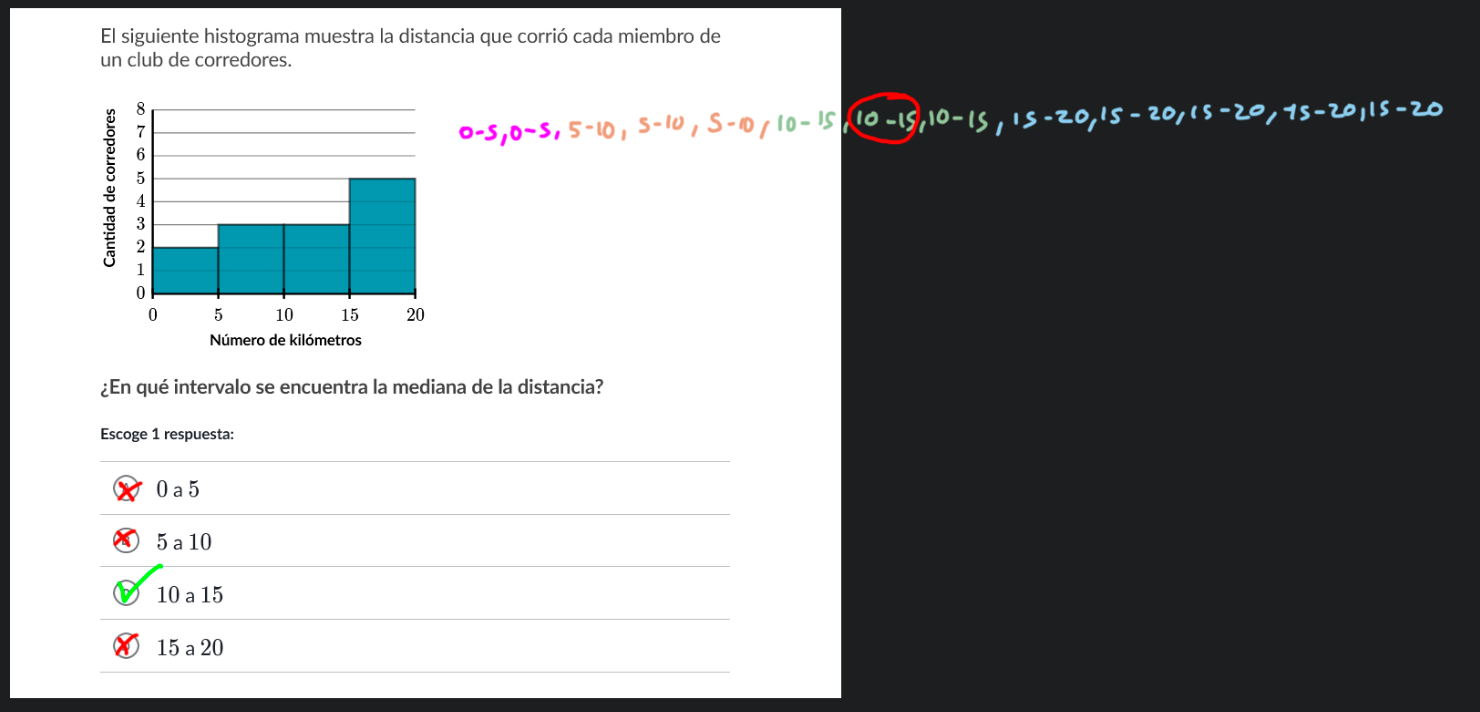 El siguiente histograma muestra la distancia que corrió cada miembro de
un club de corredores.
Cantidad de corredores
8
7
6
5
4
3
2
1
0
0 5 10 15 20
Número de kilómetros
0-5,0-5, 5-10, 5-10, 5-10, 10-15, 10-15, 10-15, 15-20, 15-20, 15-20, 15-20, 15-20
¿En qué intervalo se encuentra la mediana de la distancia?
Escoge 1 respuesta:
0 a 5
5 a 10
10 a 15
15 a 20